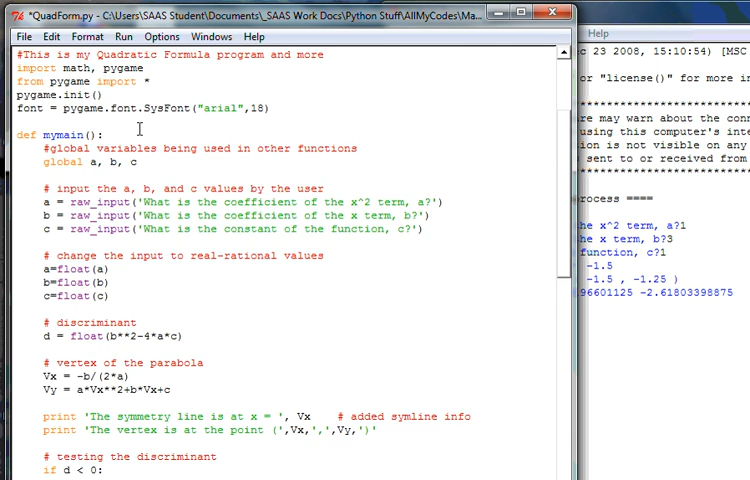 *QuadForm.py - C:\Users\SAAS Student\Documents\_SAAS Work Docs\Python Stuff\AllMyCodes\Ma...
File Edit Format Run Options Windows Help
#This is my Quadratic Formula program and more
import math, pygame
from pygame import *
pygame.init()
font = pygame.font.SysFont("arial",18)
def mymain():
#global variables being used in other functions
global a, b, c
# input the a, b, and c values by the user
a = raw_input('What is the coefficient of the x^2 term, a?')
b = raw_input('What is the coefficient of the x term, b?')
c = raw_input('What is the constant of the function, c?')
# change the input to real-rational values
a=float(a)
b=float(b)
c=float(c)
# discriminant
d = float(b**2-4*a*c)
# vertex of the parabola
Vx = -b/(2*a)
Vy = a*Vx**2+b*Vx+c
print 'The symmetry line is at x = ', Vx # added symline info
print 'The vertex is at the point (',Vx,',',Vy,')'
# testing the discriminant
if d < 0:
Help
c 23 2008, 15:10:54) [MSC
or "license()" for more in
********************************
re may warn about the conn
using this computer's inte
sion is not visible on any
sent to or received from
********************************
rocess ====
he x^2 term, a?1
he x term, b?3
function, c?1
-1.5
-1.5 , -1.25 )
96601125 -2.61803398875